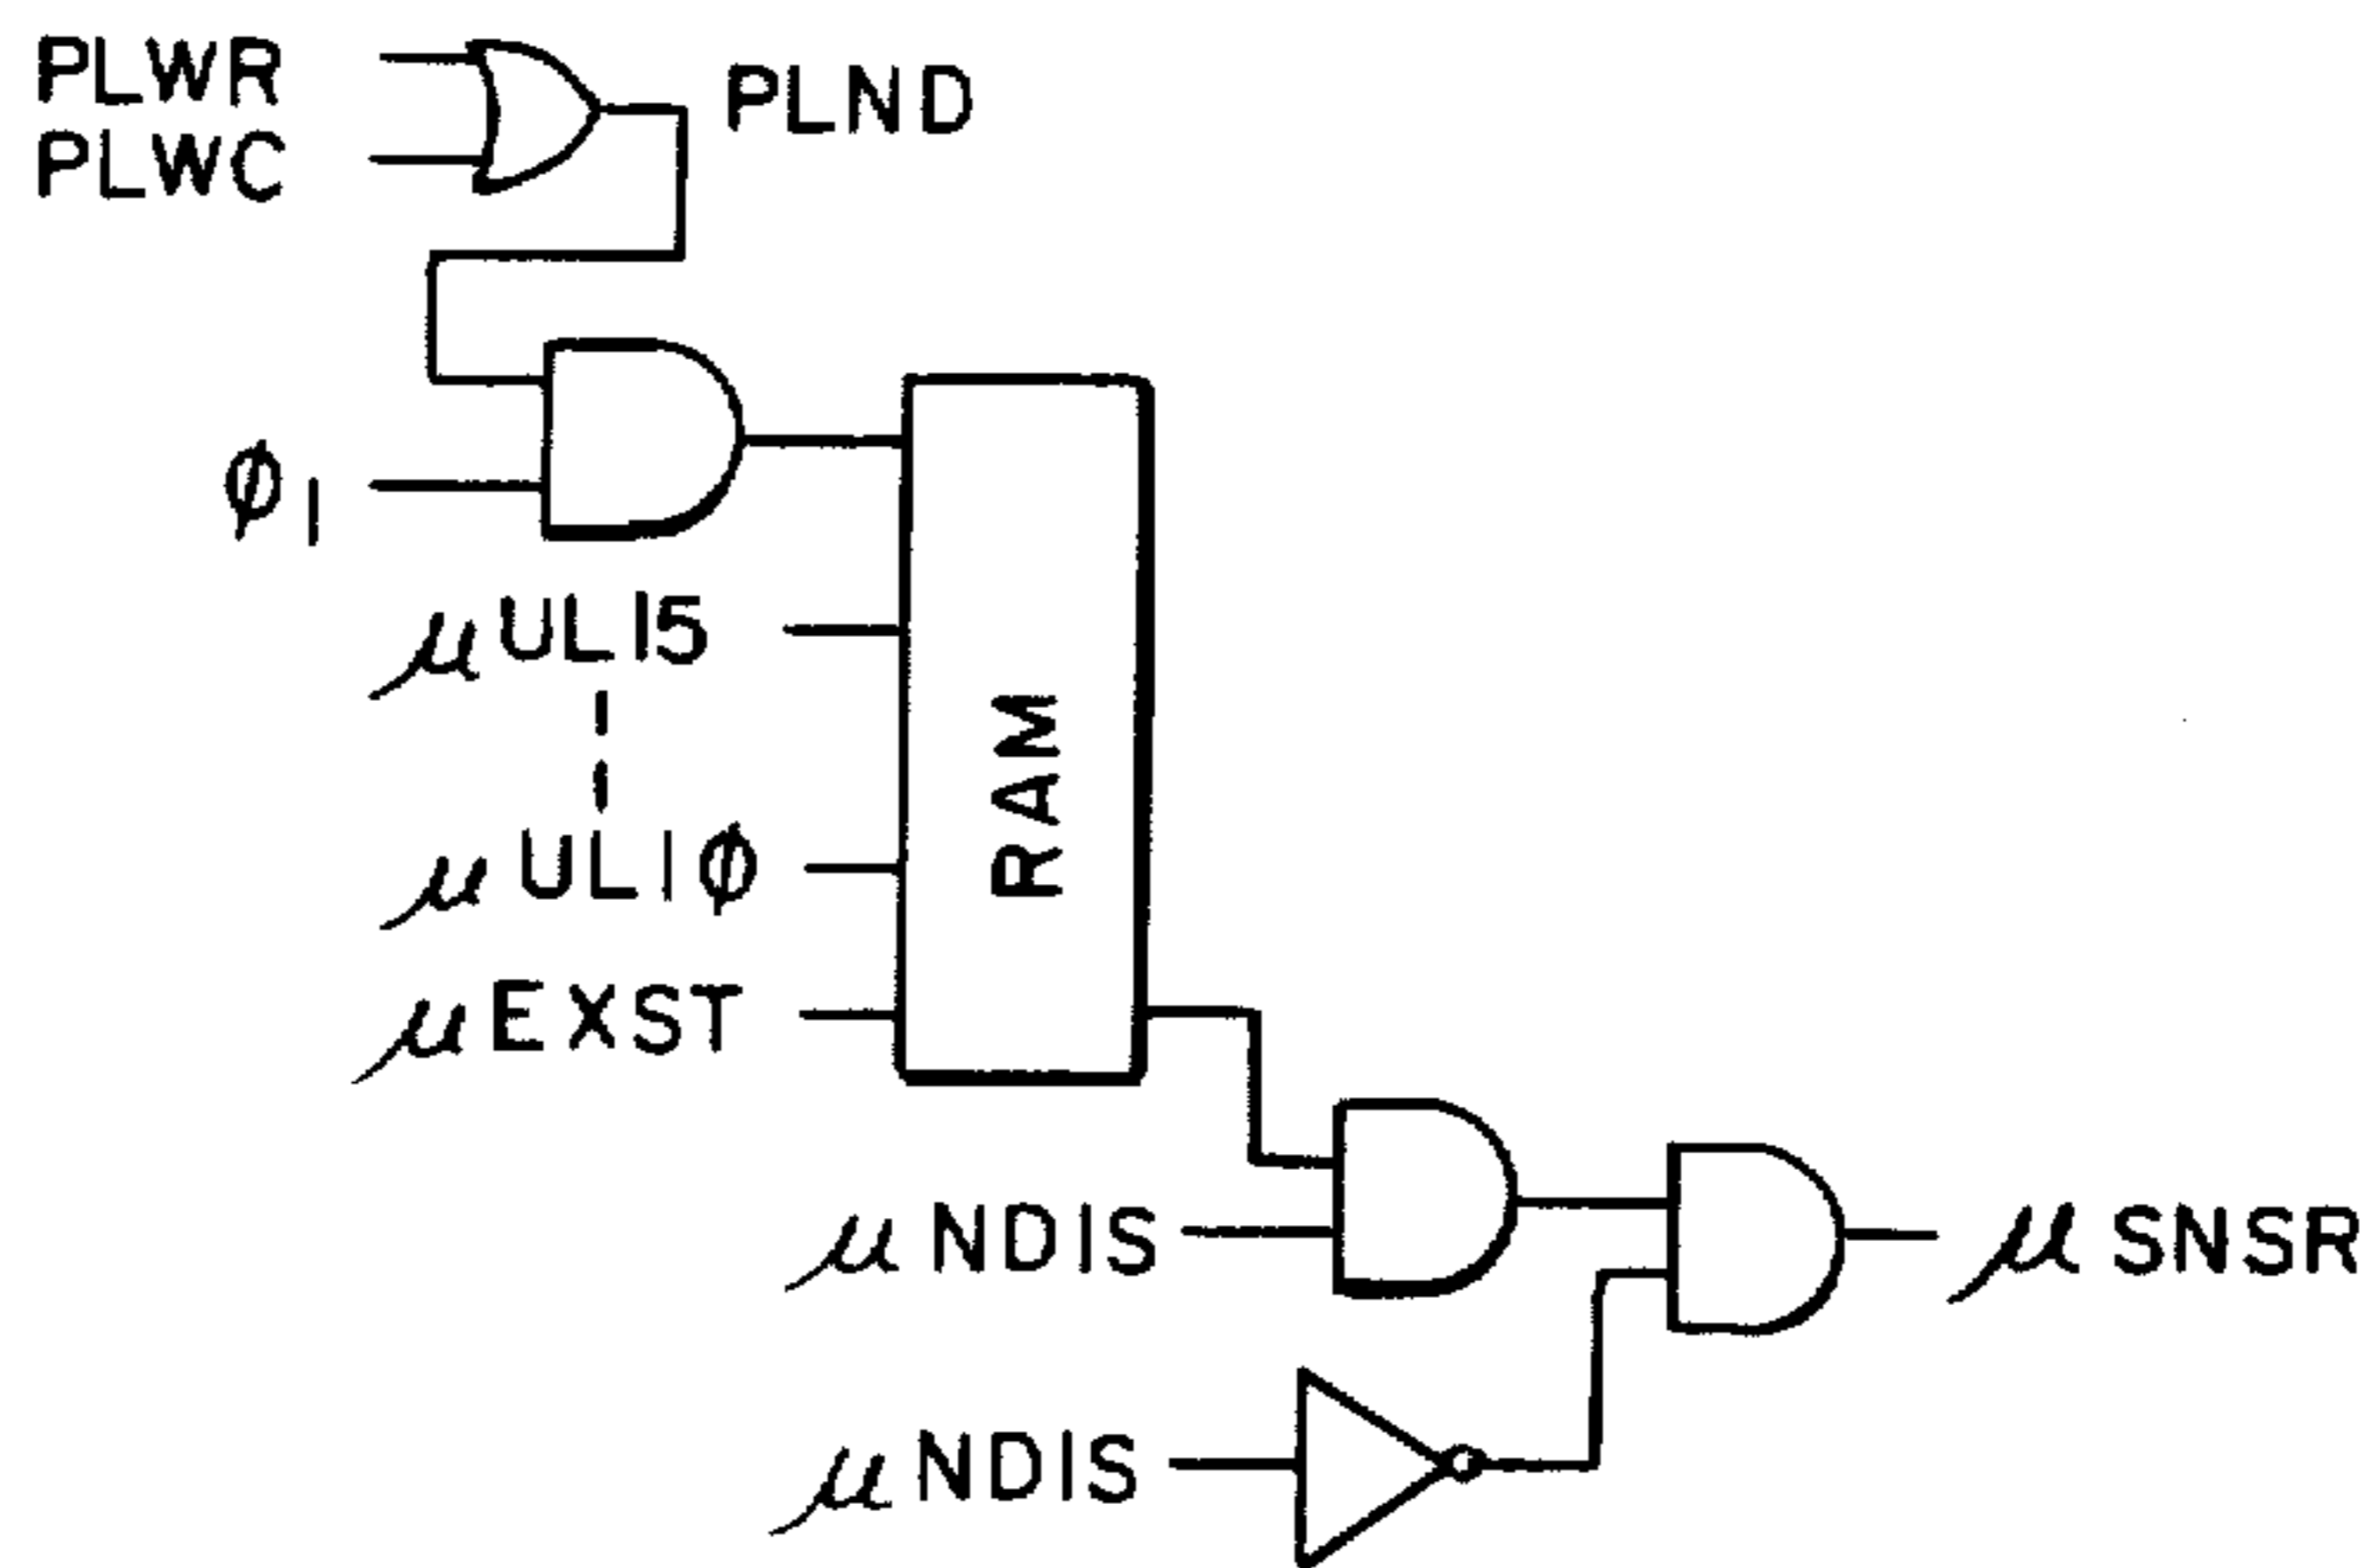 PLWR
PLND
PLWC
ϕ1
μUL15
μUL1ϕ
RAM
μEXST
μNDIS
μSNSR
μNDIS